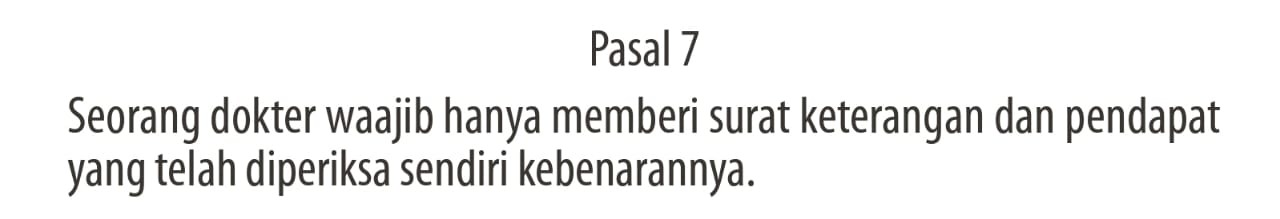 Pasal 7
Seorang dokter waajib hanya memberi surat keterangan dan pendapat
yang telah diperiksa sendiri kebenarannya.